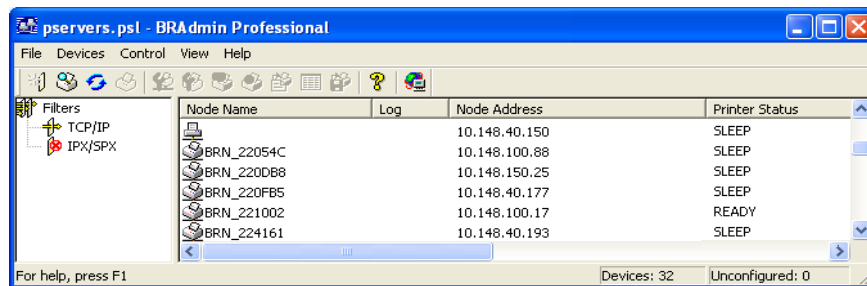 pservers.psl - BRAdmin Professional
File Devices Control View Help
Filters
TCP/IP
IPX/SPX
Node Name Log Node Address Printer Status
10.148.40.150 SLEEP
BRN_22054C 10.148.100.88 SLEEP
BRN_220DB8 10.148.150.25 SLEEP
BRN_220FB5 10.148.40.177 SLEEP
BRN_221002 10.148.100.17 READY
BRN_224161 10.148.40.193 SLEEP
For help, press F1 Devices: 32 Unconfigured: 0